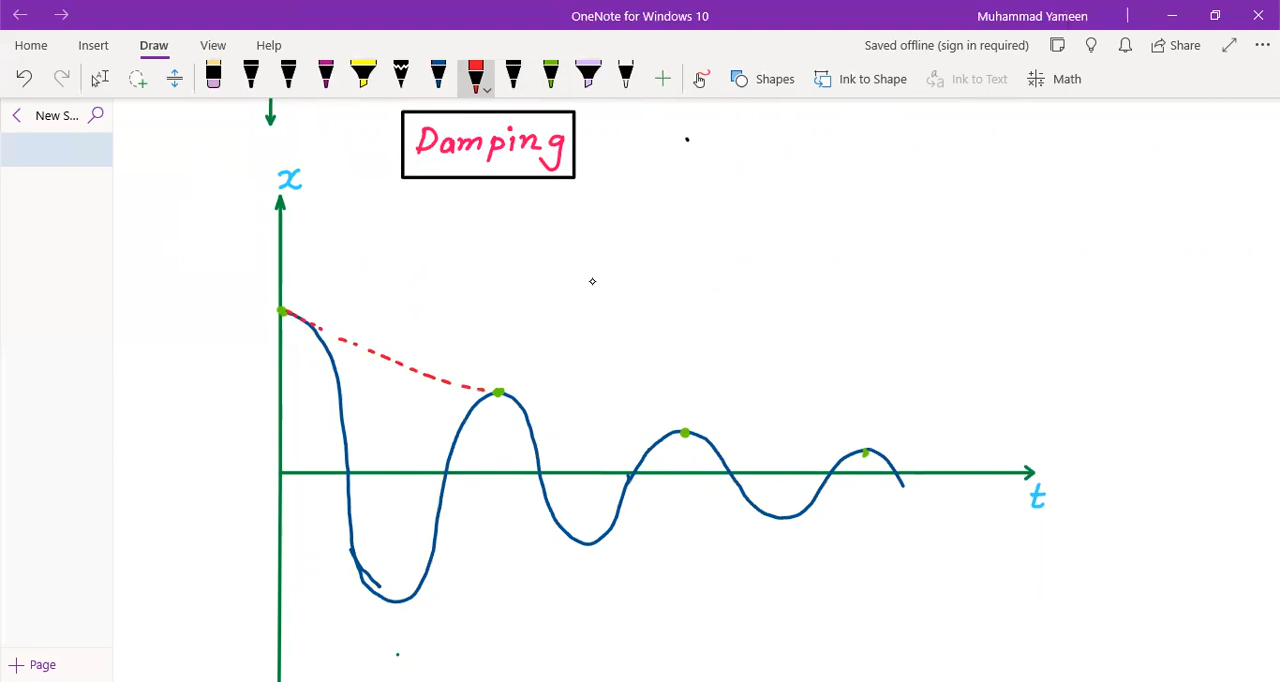 OneNote for Windows 10
Muhammad Yameen
Home Insert Draw View Help
Saved offline (sign in required)
Share
Shapes
Ink to Shape
Ink to Text
Math
New S...
Damping
x
t
Page